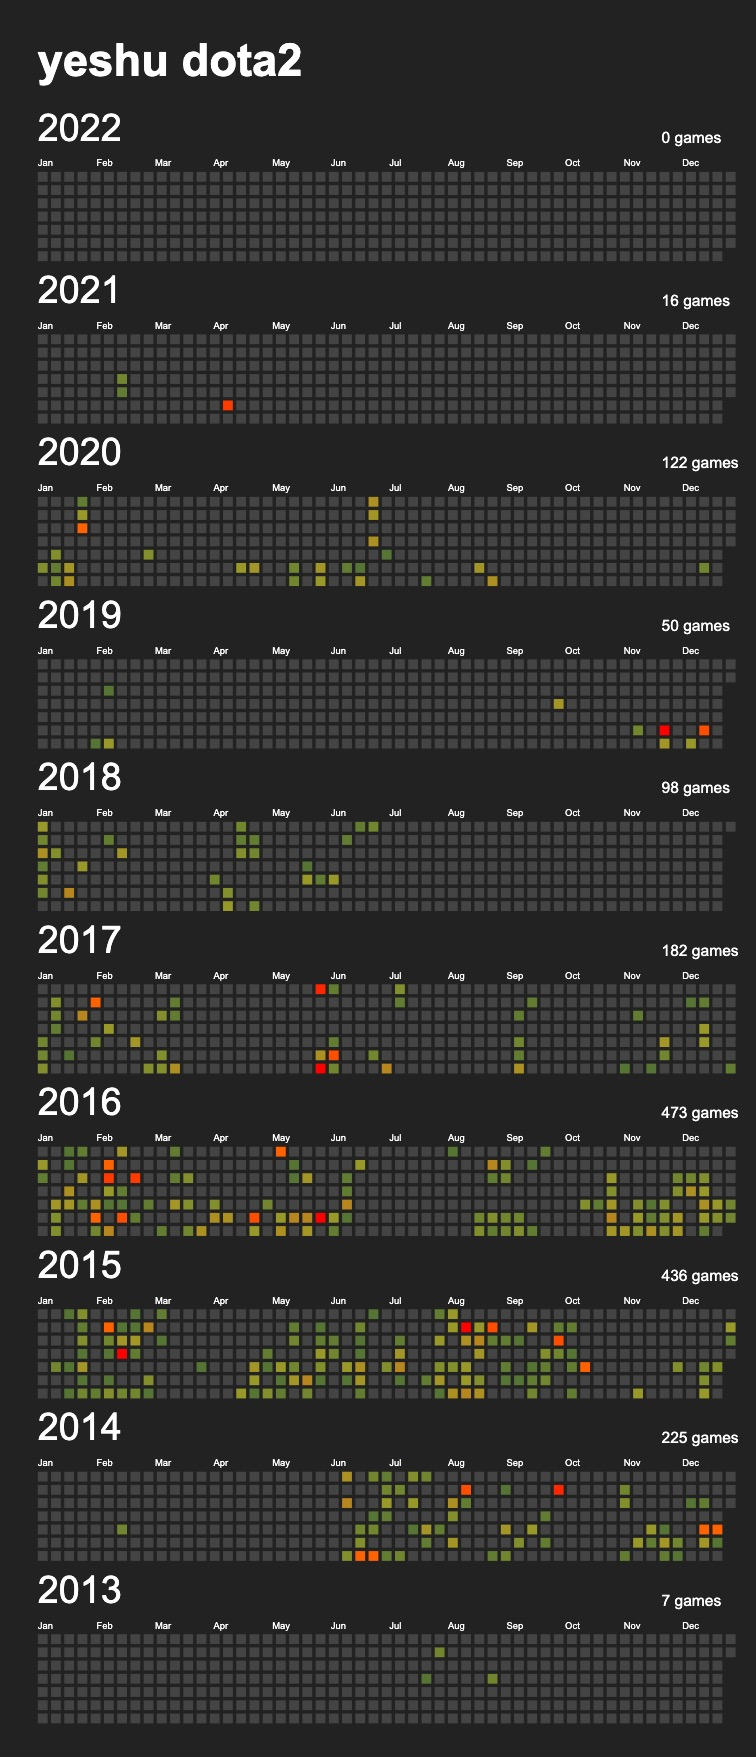 yeshu dota2
2022
0 games
Jan Feb Mar Apr May Jun Jul Aug Sep Oct Nov Dec
2021
16 games
Jan Feb Mar Apr May Jun Jul Aug Sep Oct Nov Dec
2020
122 games
Jan Feb Mar Apr May Jun Jul Aug Sep Oct Nov Dec
2019
50 games
Jan Feb Mar Apr May Jun Jul Aug Sep Oct Nov Dec
2018
98 games
Jan Feb Mar Apr May Jun Jul Aug Sep Oct Nov Dec
2017
182 games
Jan Feb Mar Apr May Jun Jul Aug Sep Oct Nov Dec
2016
473 games
Jan Feb Mar Apr May Jun Jul Aug Sep Oct Nov Dec
2015
436 games
Jan Feb Mar Apr May Jun Jul Aug Sep Oct Nov Dec
2014
225 games
Jan Feb Mar Apr May Jun Jul Aug Sep Oct Nov Dec
2013
7 games
Jan Feb Mar Apr May Jun Jul Aug Sep Oct Nov Dec